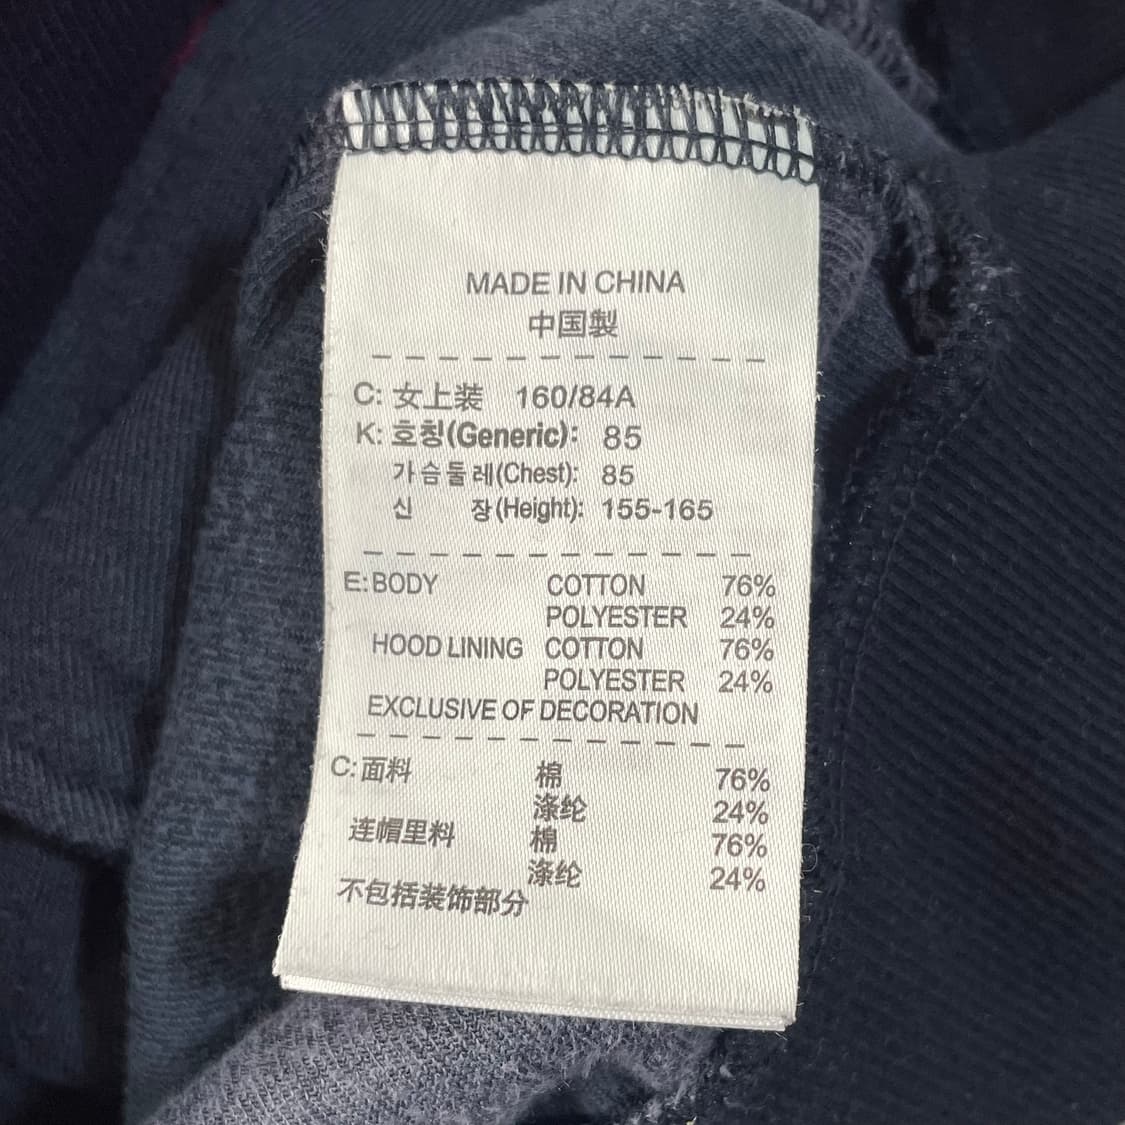 MADE IN CHINA
中国製
C: 女上装 160/84A
K: 호칭(Generic): 85
가슴둘레(Chest): 85
신 장(Height): 155-165
E: BODY COTTON 76%
POLYESTER 24%
HOOD LINING COTTON 76%
POLYESTER 24%
EXCLUSIVE OF DECORATION
C: 面料 棉 76%
涤纶 24%
连帽里料 棉 76%
涤纶 24%
不包括装饰部分